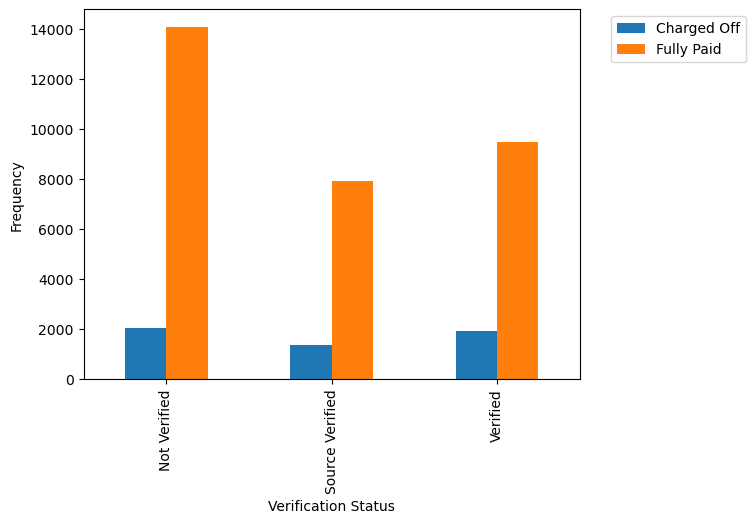 Charged Off
Fully Paid
14000
12000
10000
8000
6000
4000
2000
0
Frequency
Not Verified
Source Verified
Verified
Verification Status